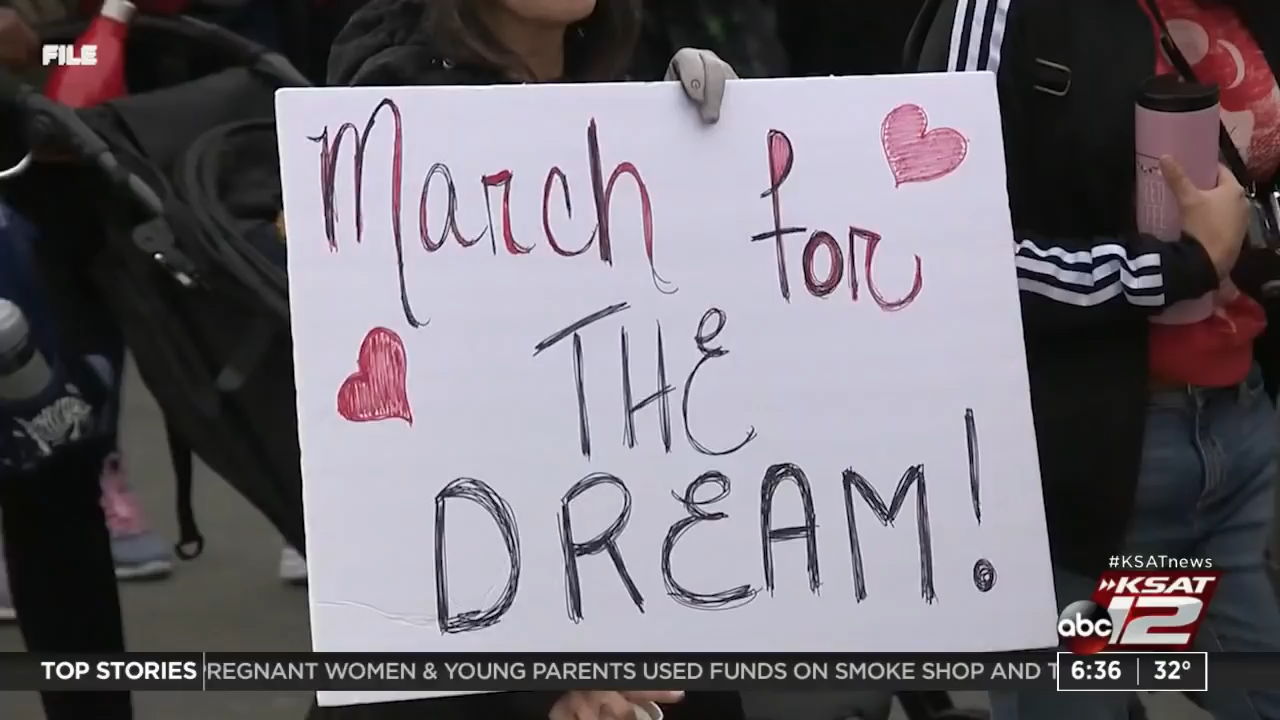 FILE
March for
THE
DREAM!
#KSATnews
KSAT
abc 12
TOP STORIES PREGNANT WOMEN & YOUNG PARENTS USED FUNDS ON SMOKE SHOP AND
6:36 32°